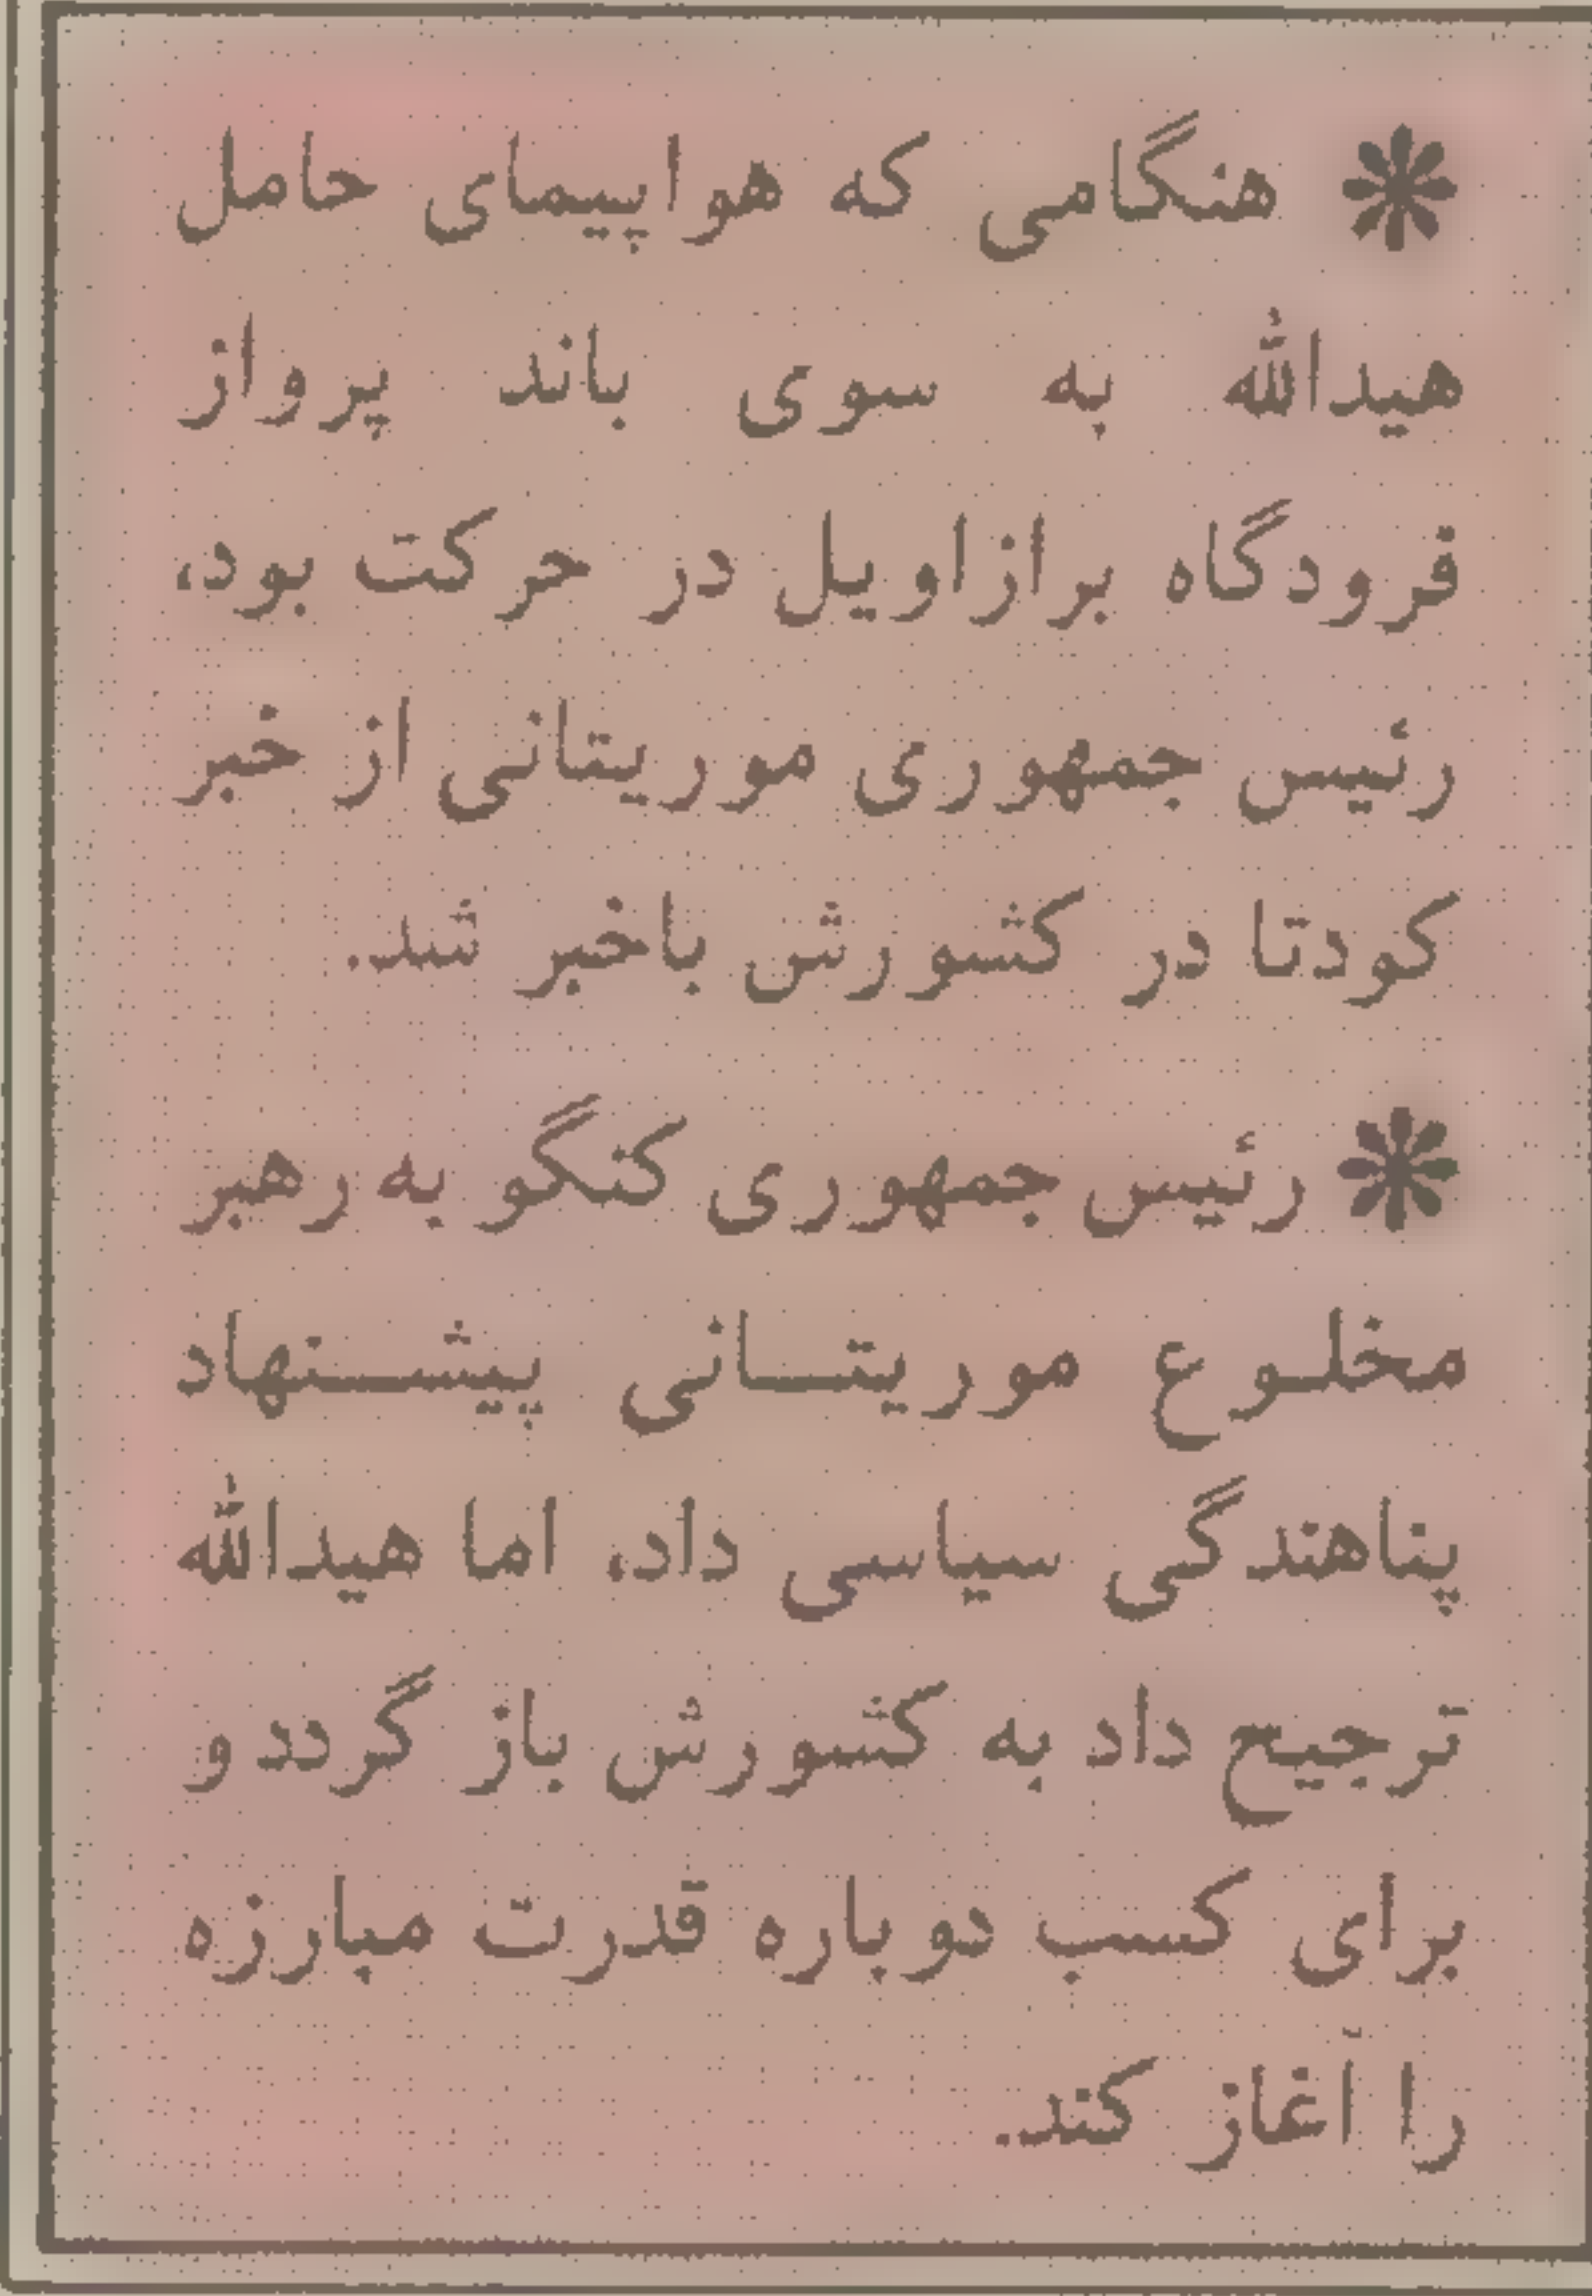 ❋ هنگامی که هواپیمای حامل
هیدالله به سوی باند پرواز
فرودگاه برازاویل در حرکت بود،
رئیس جمهوری موریتانی از خبر
کودتا در کشورش باخبر شد.
❋ رئیس جمهوری کنگو به رهبر
مخلوع موریتانی پیشنهاد
پناهندگی سیاسی داد، اما هیدالله
ترجیح داد به کشورش باز گردد و
برای کسب دوباره قدرت مبارزه
را آغاز کند.